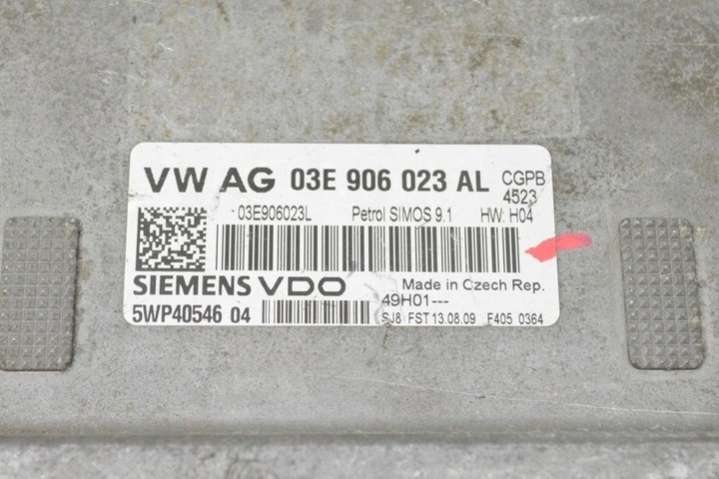 VW AG 03E 906 023 AL CGPB
4523
03E906023L Petrol SIMOS 9.1 HW: H04
SIEMENS VDO Made in Czech Rep.
49H01---
5WP40546 04 SJ8 FST 13.08.09 F405 0364